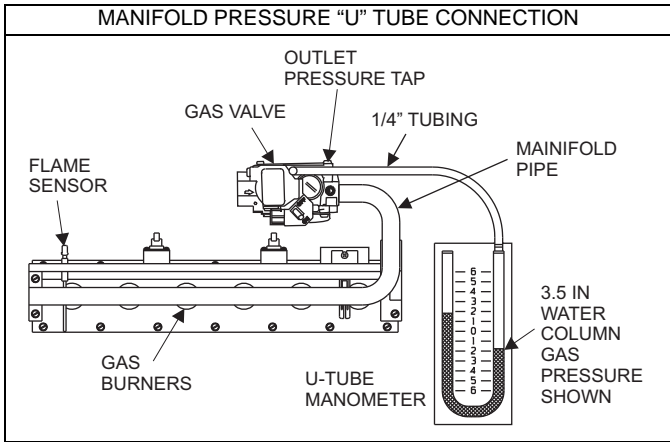 MANIFOLD PRESSURE “U” TUBE CONNECTION
OUTLET
PRESSURE TAP
GAS VALVE
1/4” TUBING
MAINIFOLD
PIPE
FLAME
SENSOR
6
5
4
3
2
1
0
1
2
3
4
5
6
3.5 IN
WATER
COLUMN
GAS
PRESSURE
SHOWN
GAS
BURNERS
U-TUBE
MANOMETER